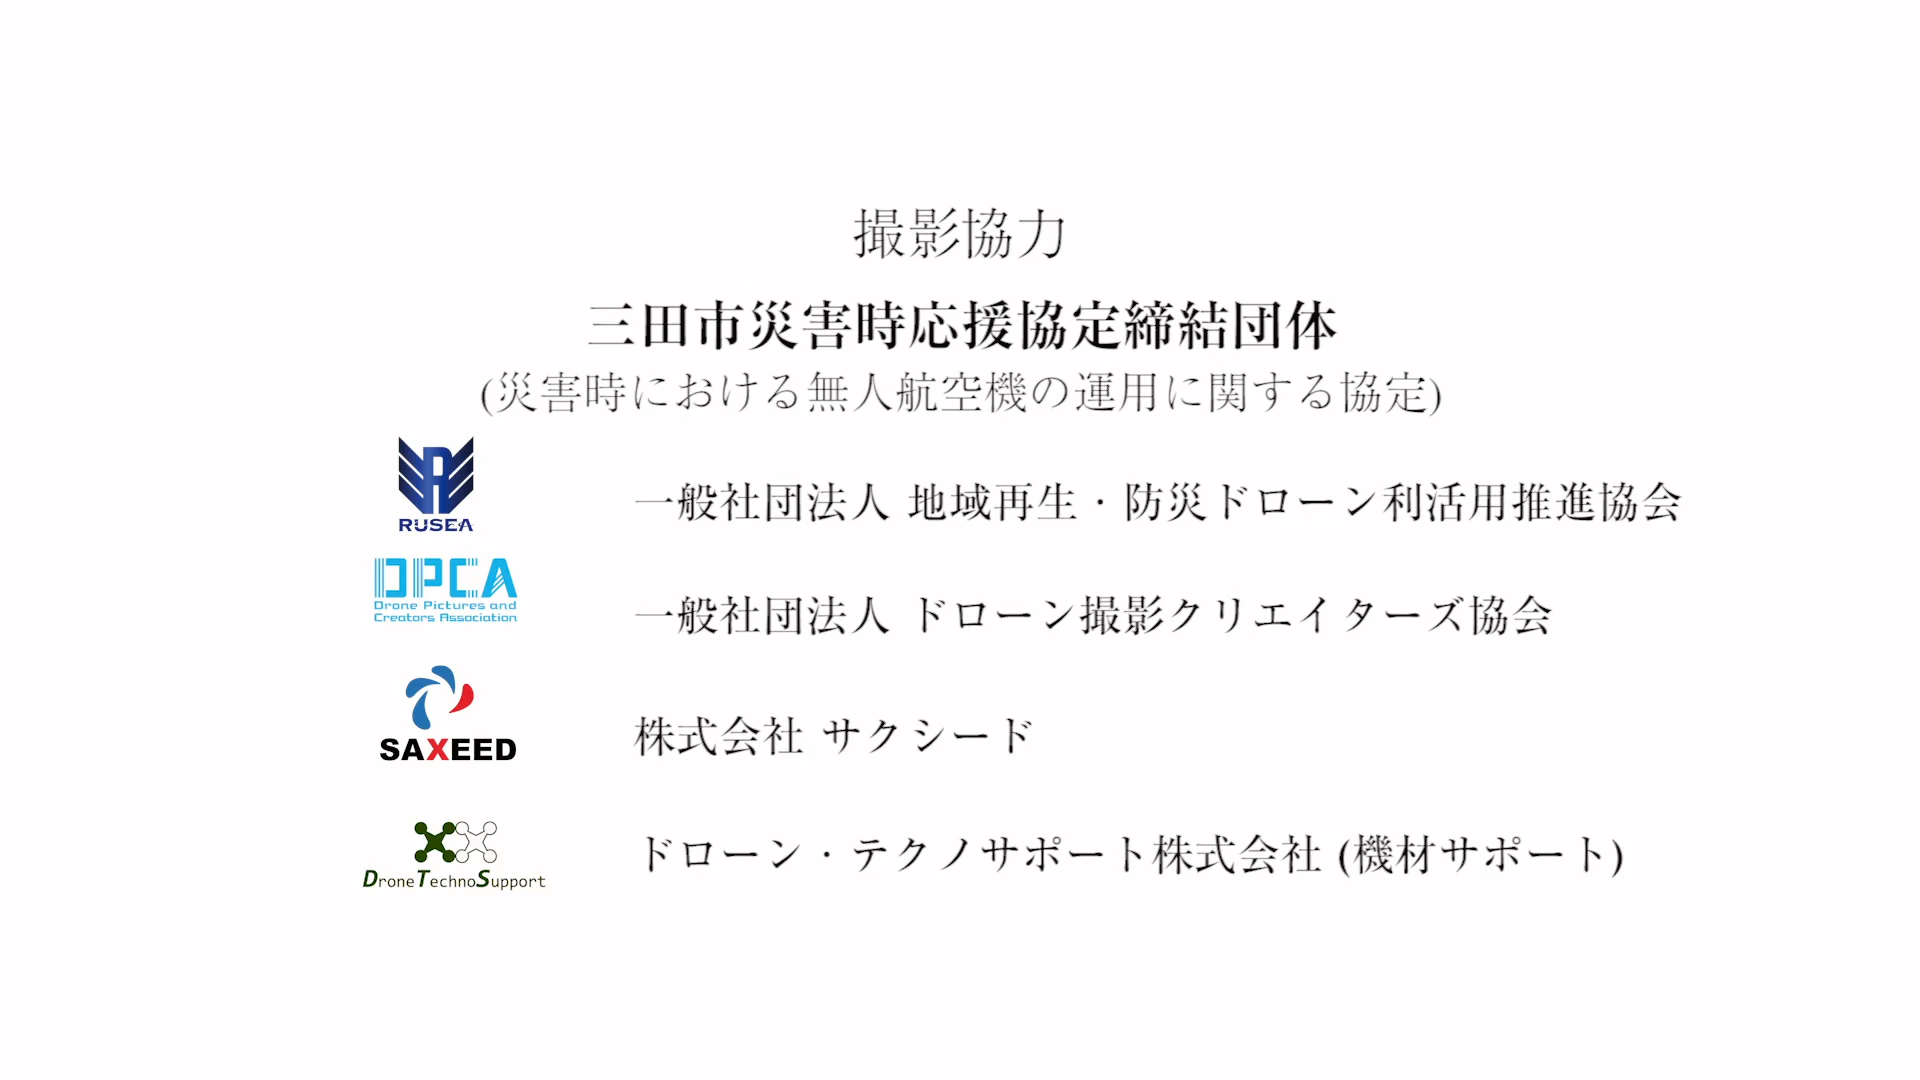 撮影協力
三田市災害時応援協定締結団体
(災害時における無人航空機の運用に関する協定)
RUSEA
一般社団法人 地域再生・防災ドローン利活用推進協会
DPCA
Drone Pictures and
Creators Association
一般社団法人 ドローン撮影クリエイターズ協会
SAXEED
株式会社 サクシード
DroneTechnoSupport
ドローン・テクノサポート株式会社 (機材サポート)